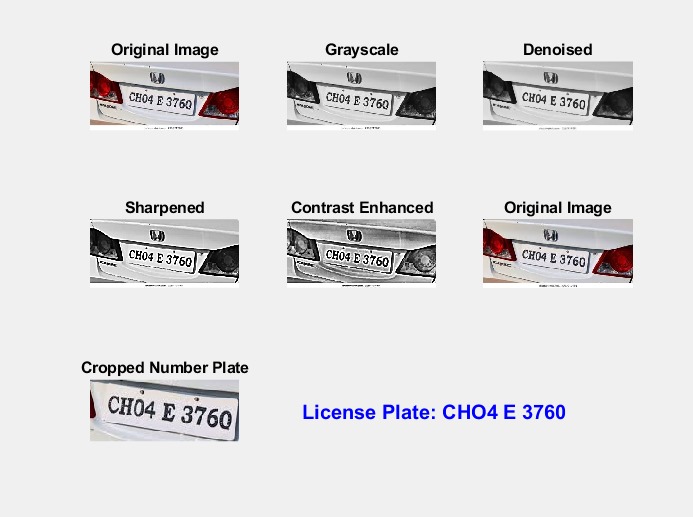 Original Image
Grayscale
Denoised
CH04 E 3760
CH04 E 3760
CH04 E 3760
Sharpened
Contrast Enhanced
Original Image
CH04 E 3760
CH04 E 3760
CH04 E 3760
Cropped Number Plate
CH04 E 3760
License Plate: CHO4 E 3760